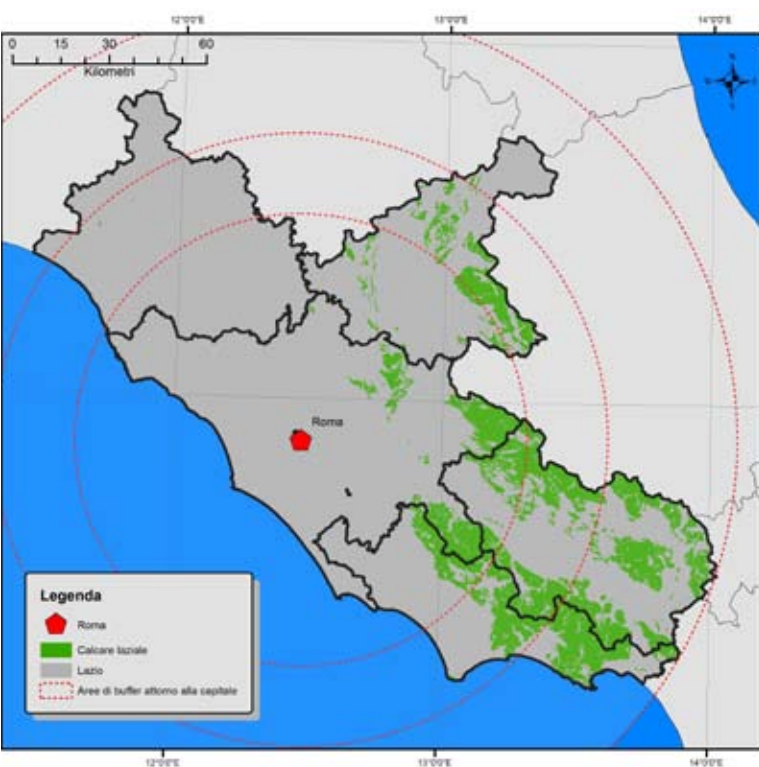 12°0'0"E 13°0'0"E 14°0'0"E
0 15 30 60
Kilometri
N
Roma
Legenda
Roma
Calcare laziale
Lazio
Aree di buffer attorno alla capitale
12°0'0"E 13°0'0"E 14°0'0"E